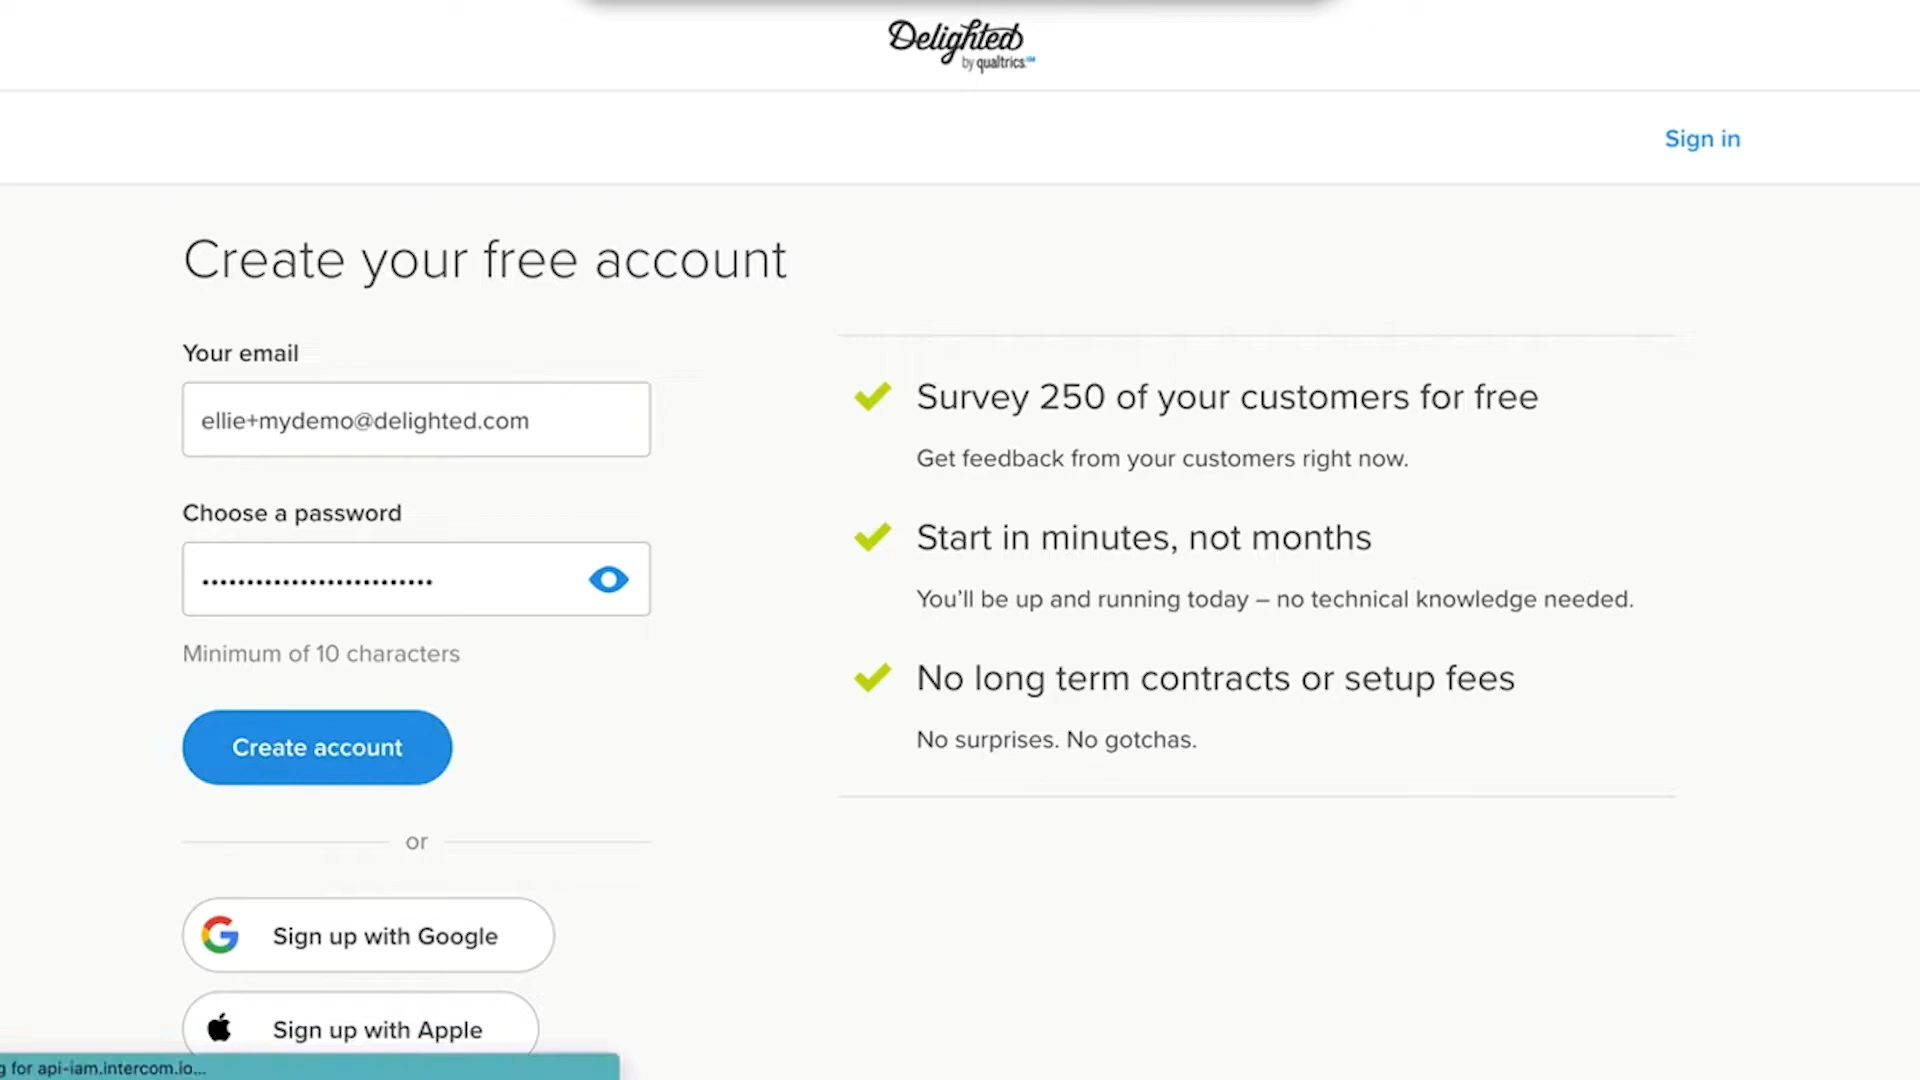 Delighted
by qualtrics
Sign in
Create your free account
Your email
ellie+mydemo@delighted.com
Choose a password
••••••••••••••••••••••••••
Minimum of 10 characters
Create account
or
Sign up with Google
Sign up with Apple
Survey 250 of your customers for free
Get feedback from your customers right now.
Start in minutes, not months
You’ll be up and running today – no technical knowledge needed.
No long term contracts or setup fees
No surprises. No gotchas.
g for api-iam.intercom.io...